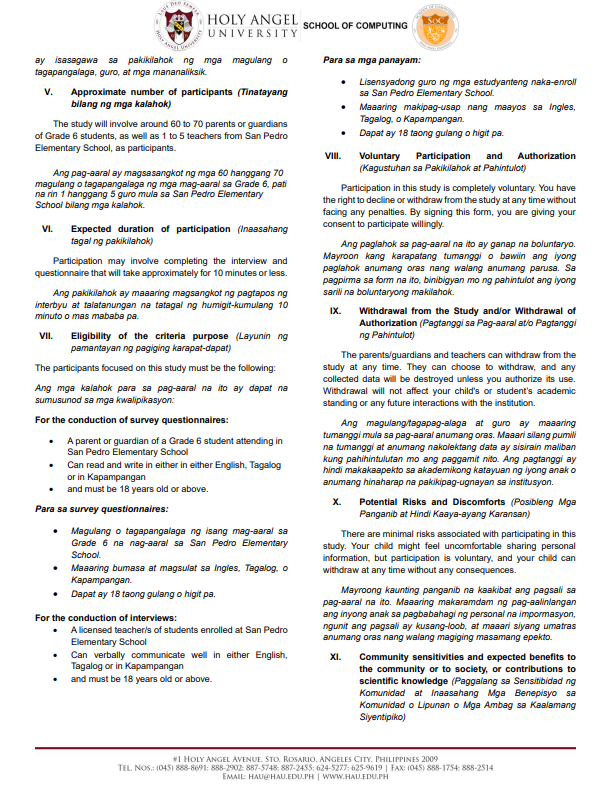 HOLY ANGEL
UNIVERSITY
SCHOOL OF COMPUTING
ay isasagawa sa pakikilahok ng mga magulang o
tagapangalaga, guro, at mga mananaliksik.
V. Approximate number of participants (Tinatayang
bilang ng mga kalahok)
The study will involve around 60 to 70 parents or guardians
of Grade 6 students, as well as 1 to 5 teachers from San Pedro
Elementary School, as participants.
Ang pag-aaral ay magsasangkot ng mga 60 hanggang 70
magulang o tagapangalaga ng mga mag-aaral sa Grade 6, pati
na rin 1 hanggang 5 guro mula sa San Pedro Elementary
School bilang mga kalahok.
VI. Expected duration of participation (Inaasahang
tagal ng pakikilahok)
Participation may involve completing the interview and
questionnaire that will take approximately for 10 minutes or less.
Ang pakikilahok ay maaaring magsangkot ng pagtapos ng
interbyu at talatanungan na tatagal ng humigit-kumulang 10
minuto o mas mababa pa.
VII. Eligibility of the criteria purpose (Layunin ng
pamantayan ng pagiging karapat-dapat)
The participants focused on this study must be the following:
Ang mga kalahok para sa pag-aaral na ito ay dapat na
sumusunod sa mga kwalipikasyon:
For the conduction of survey questionnaires:
• A parent or guardian of a Grade 6 student attending in
San Pedro Elementary School
• Can read and write in either in either English, Tagalog
or in Kapampangan
• and must be 18 years old or above.
Para sa survey questionnaires:
• Magulang o tagapangalaga ng isang mag-aaral sa
Grade 6 na nag-aaral sa San Pedro Elementary
School.
• Maaaring bumasa at magsulat sa Ingles, Tagalog, o
Kapampangan.
• Dapat ay 18 taong gulang o higit pa.
For the conduction of interviews:
• A licensed teacher/s of students enrolled at San Pedro
Elementary School
• Can verbally communicate well in either English,
Tagalog or in Kapampangan
• and must be 18 years old or above.
Para sa mga panayam:
• Lisensyadong guro ng mga estudyanteng naka-enroll
sa San Pedro Elementary School.
• Maaaring makipag-usap nang maayos sa Ingles,
Tagalog, o Kapampangan.
• Dapat ay 18 taong gulang o higit pa.
VIII. Voluntary Participation and Authorization
(Kagustuhan sa Pakikilahok at Pahintulot)
Participation in this study is completely voluntary. You have
the right to decline or withdraw from the study at any time without
facing any penalties. By signing this form, you are giving your
consent to participate willingly.
Ang paglahok sa pag-aaral na ito ay ganap na boluntaryo.
Mayroon kang karapatang tumanggi o bawiin ang iyong
paglahok anumang oras nang walang anumang parusa. Sa
pagpirma sa form na ito, binibigyan mo ng pahintulot ang iyong
sarili na boluntaryong makilahok.
IX. Withdrawal from the Study and/or Withdrawal of
Authorization (Pagtanggi sa Pag-aaral at/o Pagtanggi
ng Pahintulot)
The parents/guardians and teachers can withdraw from the
study at any time. They can choose to withdraw, and any
collected data will be destroyed unless you authorize its use.
Withdrawal will not affect your child's or student's academic
standing or any future interactions with the institution.
Ang magulang/tagapag-alaga at guro ay maaaring
tumanggi mula sa pag-aaral anumang oras. Maaari silang pumili
na tumanggi at anumang nakolektang data ay sisirain maliban
kung pahihintulutan mo ang paggamit nito. Ang pagtanggi ay
hindi makakaapekto sa akademikong katayuan ng iyong anak o
anumang hinaharap na pakikipag-ugnayan sa institusyon.
X. Potential Risks and Discomforts (Posibleng Mga
Panganib at Hindi Kaaya-ayang Karansan)
There are minimal risks associated with participating in this
study. Your child might feel uncomfortable sharing personal
information, but participation is voluntary, and your child can
withdraw at any time without any consequences.
Mayroong kaunting panganib na kaakibat ang pagsali sa
pag-aaral na ito. Maaaring makaramdam ng pag-aalinlangan
ang inyong anak sa pagbabahagi ng personal na impormasyon,
ngunit ang pagsali ay kusang-loob, at maaari siyang umatras
anumang oras nang walang magiging masamang epekto.
XI. Community sensitivities and expected benefits to
the community or to society, or contributions to
scientific knowledge (Paggalang sa Sensitibidad ng
Komunidad at Inaasahang Mga Benepisyo sa
Komunidad o Lipunan o Mga Ambag sa Kaalamang
Siyentipiko)
#1 Holy Angel Avenue, Sto. Rosario, Angeles City, Philippines 2009
Tel. Nos.: (045) 888-8691; 888-2902; 887-5748; 887-2455; 624-5277; 625-9619 | Fax: (045) 888-1754; 888-2514
Email: hau@hau.edu.ph | www.hau.edu.ph